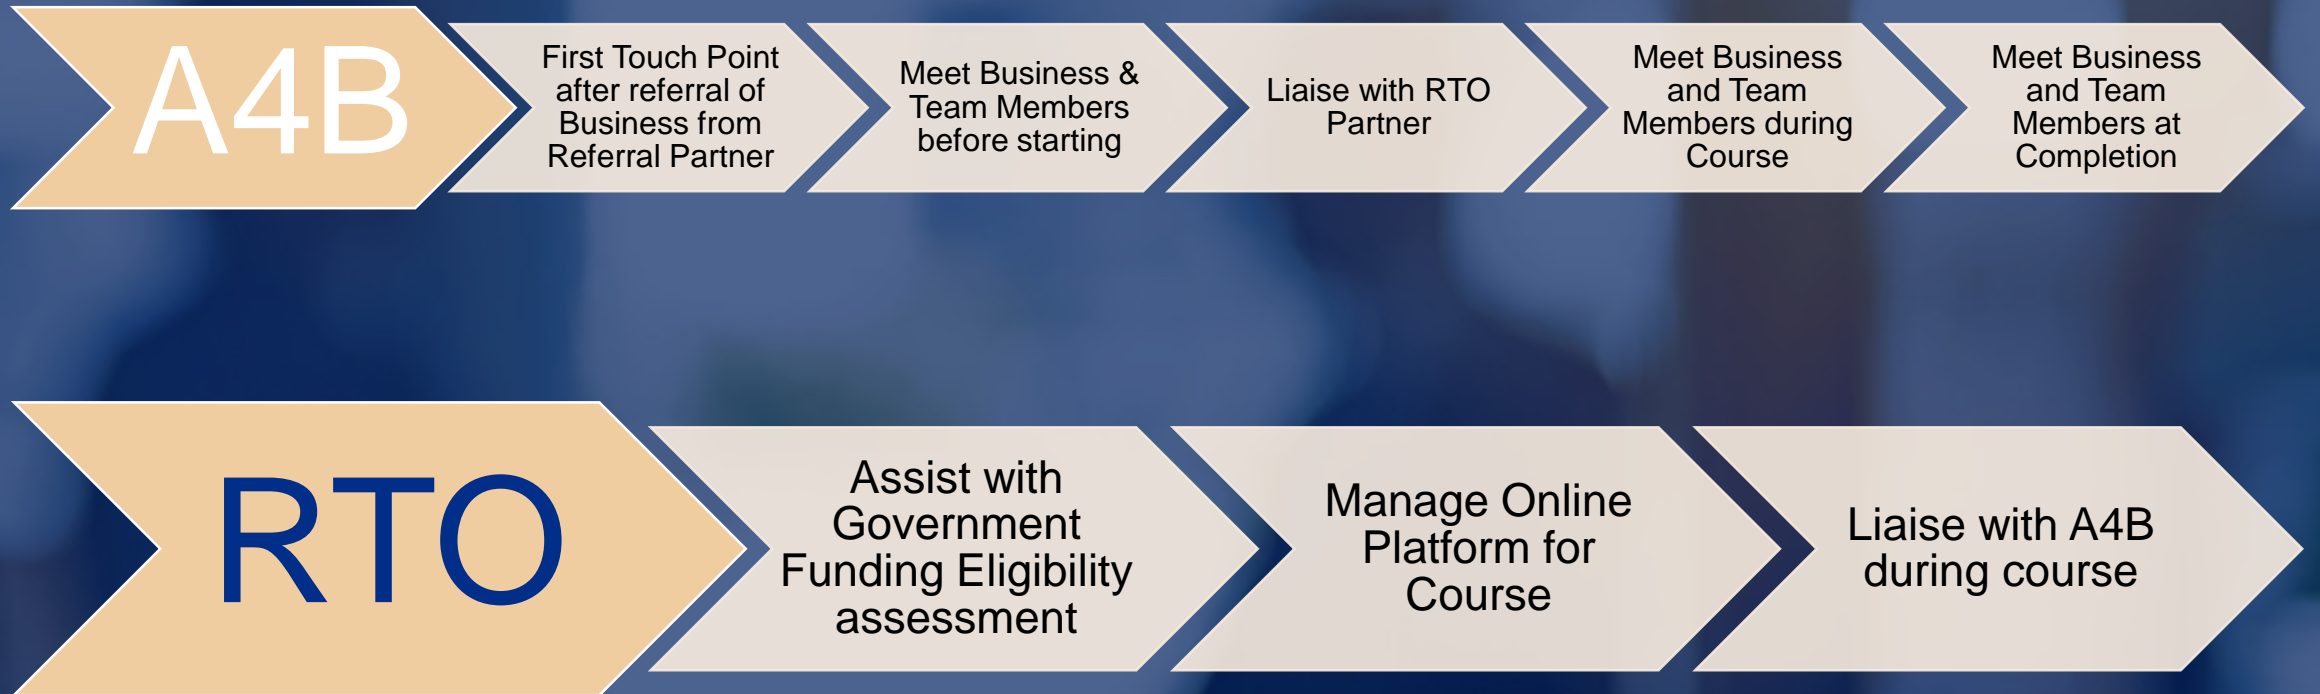 A4B
First Touch Point
after referral of
Business from
Referral Partner
Meet Business &
Team Members
before starting
Liaise with RTO
Partner
Meet Business
and Team
Members during
Course
Meet Business
and Team
Members at
Completion
RTO
Assist with
Government
Funding Eligibility
assessment
Manage Online
Platform for
Course
Liaise with A4B
during course